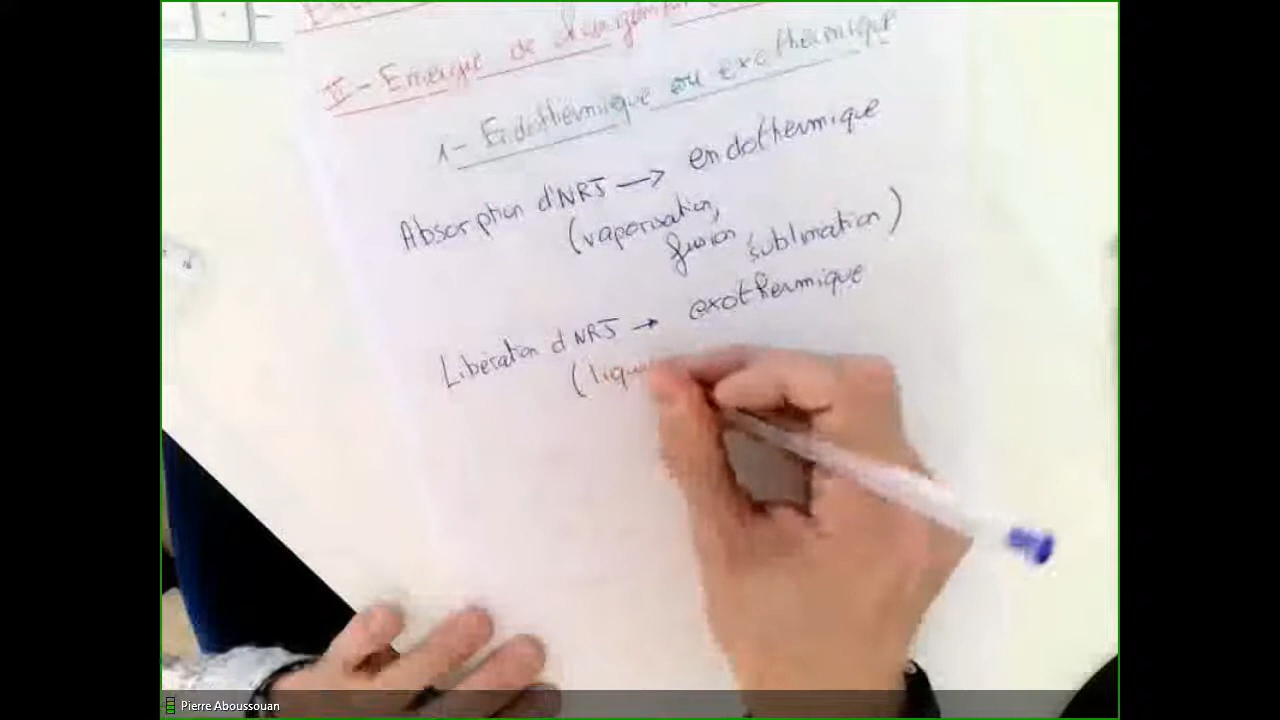 II - Energie de changement
1 - Endothermique ou exothermique
Absorption d'NRJ → endothermique
(vaporisation,
fusion, sublimation)
Libération d'NRJ → exothermique
(liqu
Pierre Aboussouan